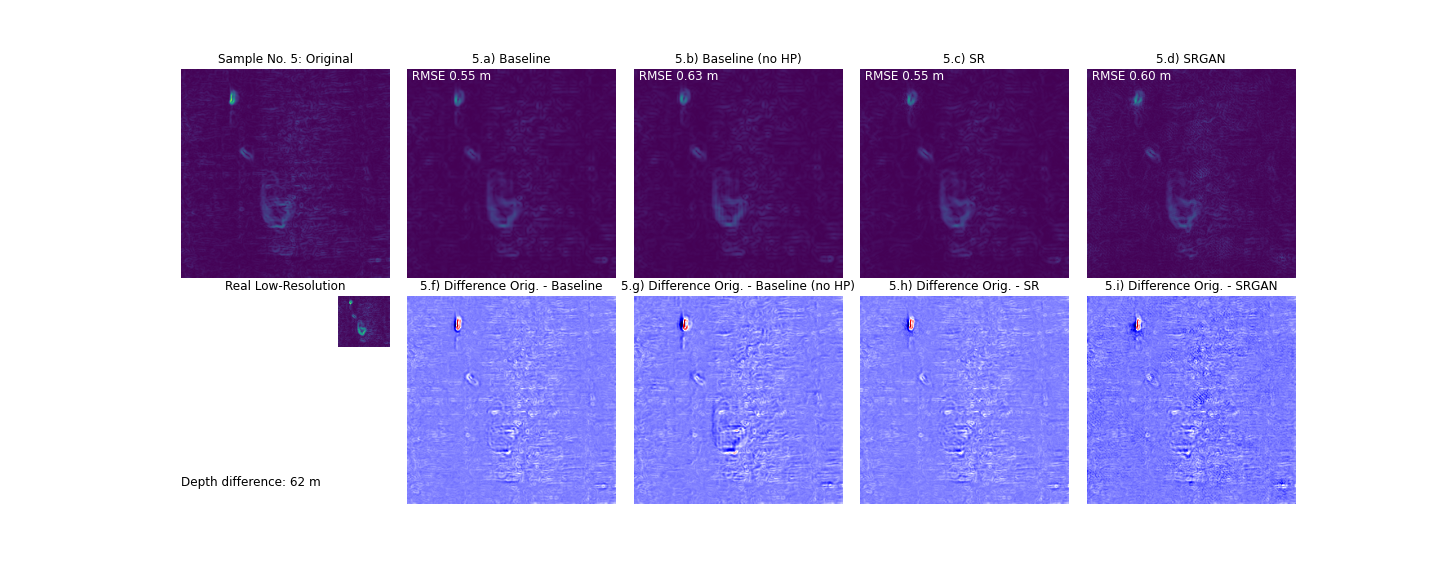 Sample No. 5: Original
5.a) Baseline
5.b) Baseline (no HP)
5.c) SR
5.d) SRGAN
RMSE 0.55 m
RMSE 0.63 m
RMSE 0.55 m
RMSE 0.60 m
Real Low-Resolution
5.f) Difference Orig. - Baseline
5.g) Difference Orig. - Baseline (no HP)
5.h) Difference Orig. - SR
5.i) Difference Orig. - SRGAN
Depth difference: 62 m